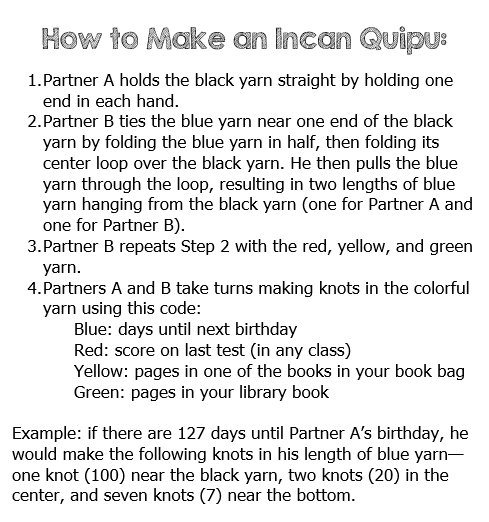 How to Make an Incan Quipu:
1. Partner A holds the black yarn straight by holding one
end in each hand.
2. Partner B ties the blue yarn near one end of the black
yarn by folding the blue yarn in half, then folding its
center loop over the black yarn. He then pulls the blue
yarn through the loop, resulting in two lengths of blue
yarn hanging from the black yarn (one for Partner A and
one for Partner B).
3. Partner B repeats Step 2 with the red, yellow, and green
yarn.
4. Partners A and B take turns making knots in the colorful
yarn using this code:
Blue: days until next birthday
Red: score on last test (in any class)
Yellow: pages in one of the books in your book bag
Green: pages in your library book
Example: if there are 127 days until Partner A's birthday, he
would make the following knots in his length of blue yarn—
one knot (100) near the black yarn, two knots (20) in the
center, and seven knots (7) near the bottom.